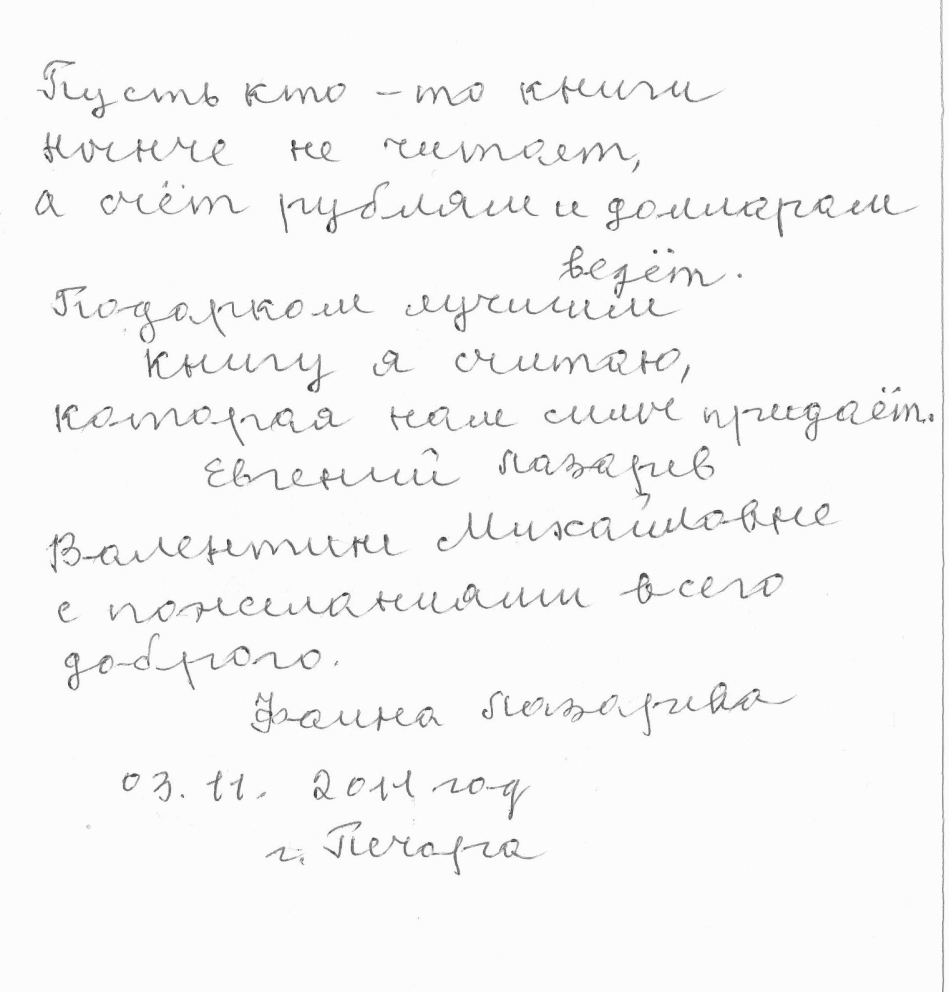 Пусть кто-то книги
нынче не читает,
а счёт рублям и долларам
ведёт.
Подарком лучшим
книгу я считаю,
которая нам силы придаёт.
Евгений Лазарев
Валентине Михайловне
с пожеланиями всего
доброго.
Фаина Лазарева
03.11.2011 год
г. Печора